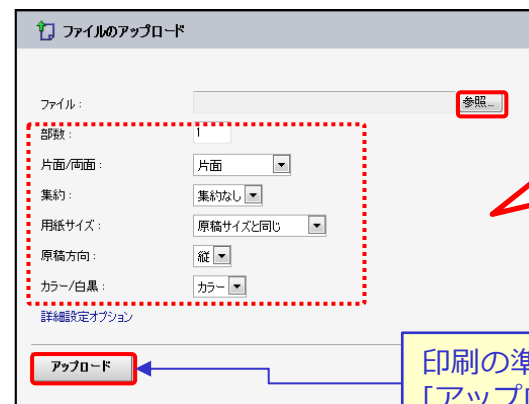 ファイルのアップロード
ファイル：
参照...
部数：
1
片面/両面：
片面
集約：
集約なし
用紙サイズ：
原稿サイズと同じ
原稿方向：
縦
カラー/白黒：
カラー
詳細設定オプション
アップロード
印刷の準
「アップロ